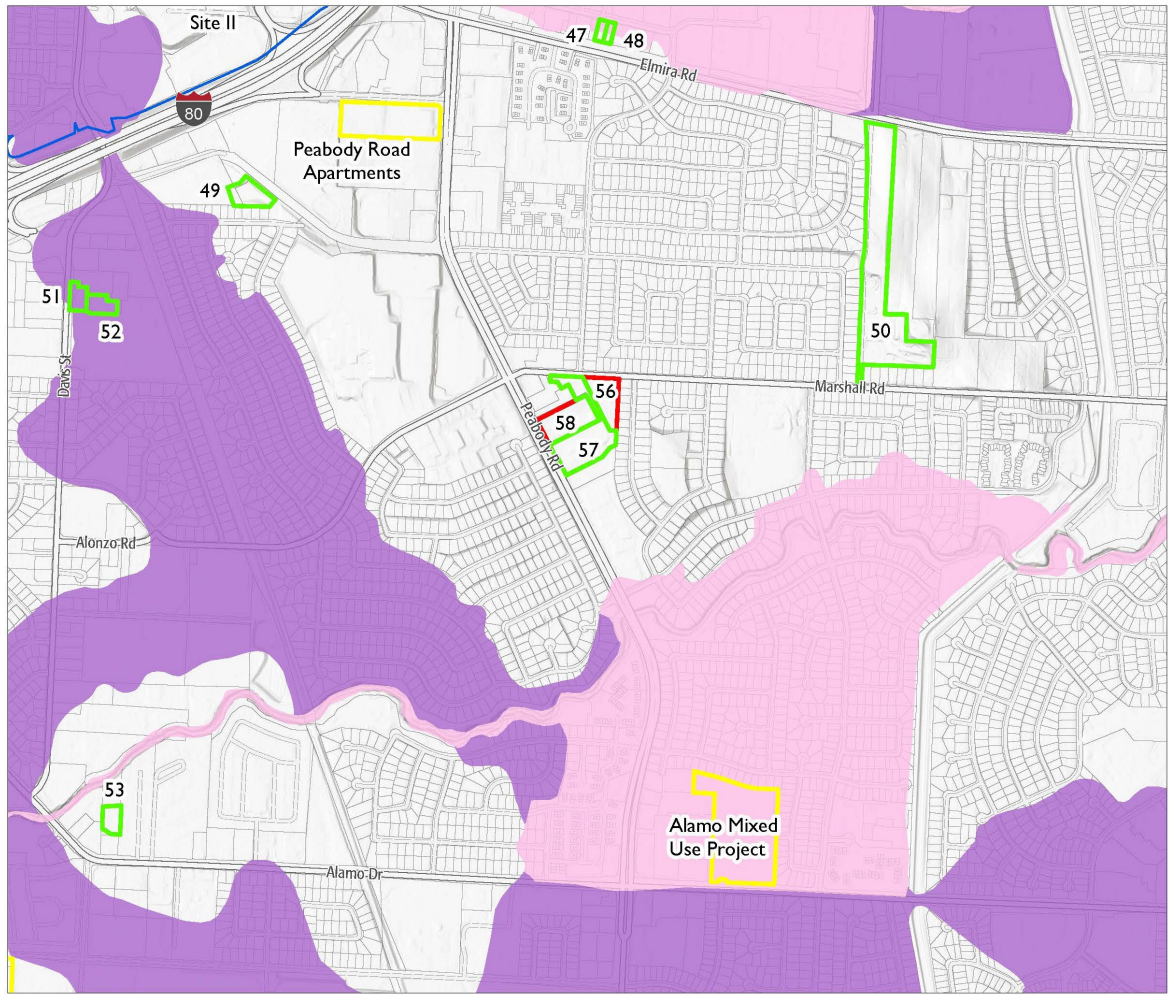 Site II
47
48
Elmira Rd
80
Peabody Road
Apartments
49
51
52
50
Davis St
Marshall Rd
56
58
57
Peabody Rd
Alonzo Rd
53
Alamo Mixed
Use Project
Alamo Dr